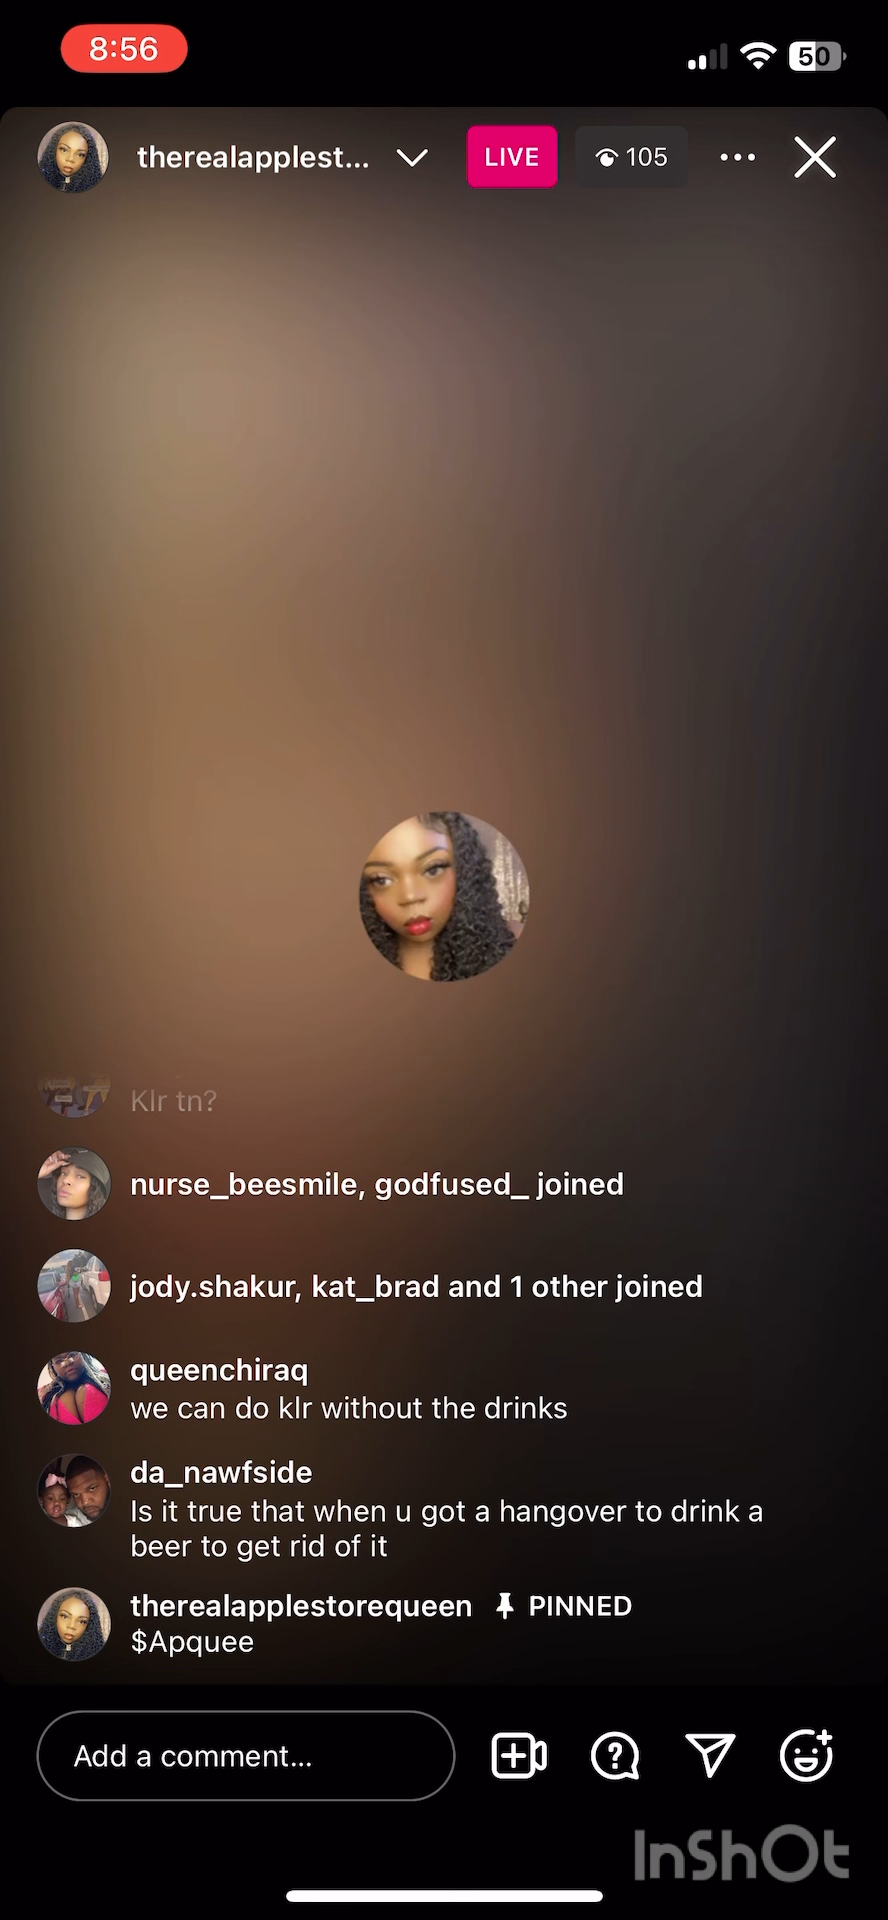 8:56
50
therealapplest...
LIVE
105
Klr tn?
nurse_beesmile, godfused_ joined
jody.shakur, kat_brad and 1 other joined
queenchiraq
we can do klr without the drinks
da_nawfside
Is it true that when u got a hangover to drink a
beer to get rid of it
therealapplestorequeen PINNED
$Apquee
Add a comment...
InShOt